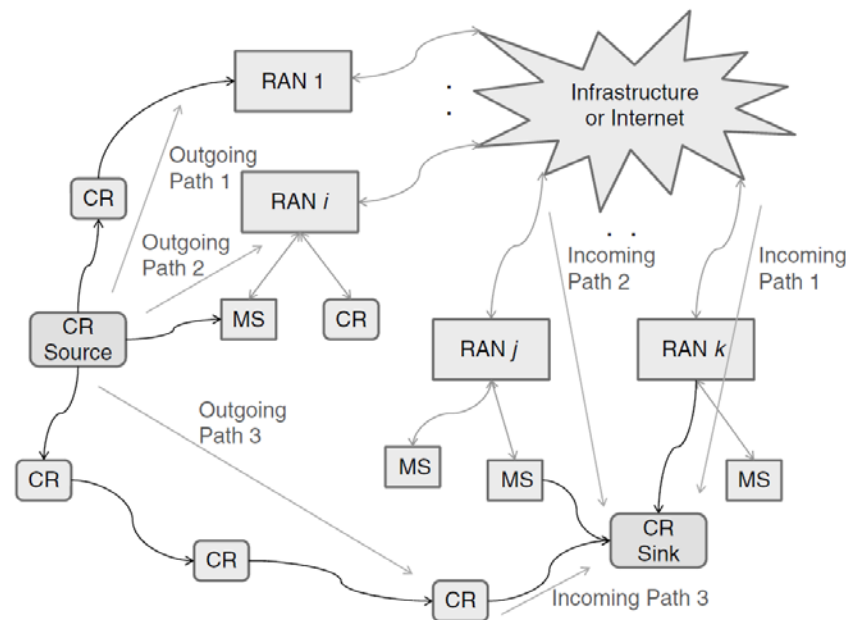 RAN 1
Infrastructure
or Internet
Outgoing
Path 1
CR
RAN i
Outgoing
Path 2
Incoming
Path 2
Incoming
Path 1
CR
Source
MS
CR
RAN j
RAN k
Outgoing
Path 3
CR
MS
MS
MS
CR
Sink
CR
CR
Incoming Path 3